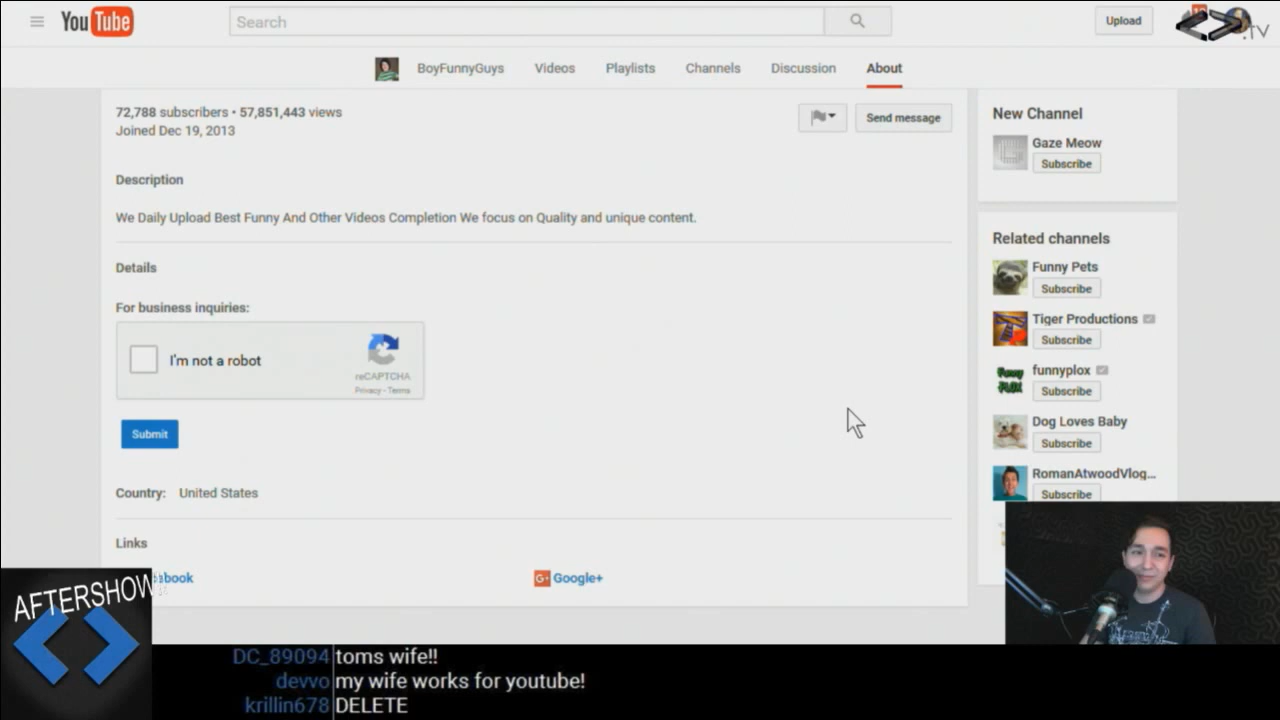 YouTube
Search
Upload
.TV
BoyFunnyGuys Videos Playlists Channels Discussion About
72,788 subscribers • 57,851,443 views
Joined Dec 19, 2013
Send message
Description
We Daily Upload Best Funny And Other Videos Completion We focus on Quality and unique content.
Details
For business inquiries:
I'm not a robot
reCAPTCHA
Privacy - Terms
Submit
Country: United States
Links
book
G+ Google+
New Channel
Gaze Meow
Subscribe
Related channels
Funny Pets
Subscribe
Tiger Productions
Subscribe
funnyplox
Subscribe
Dog Loves Baby
Subscribe
RomanAtwoodVlog...
Subscribe
AFTERSHOW
DC_89094 toms wife!!
devvo my wife works for youtube!
krillin678 DELETE